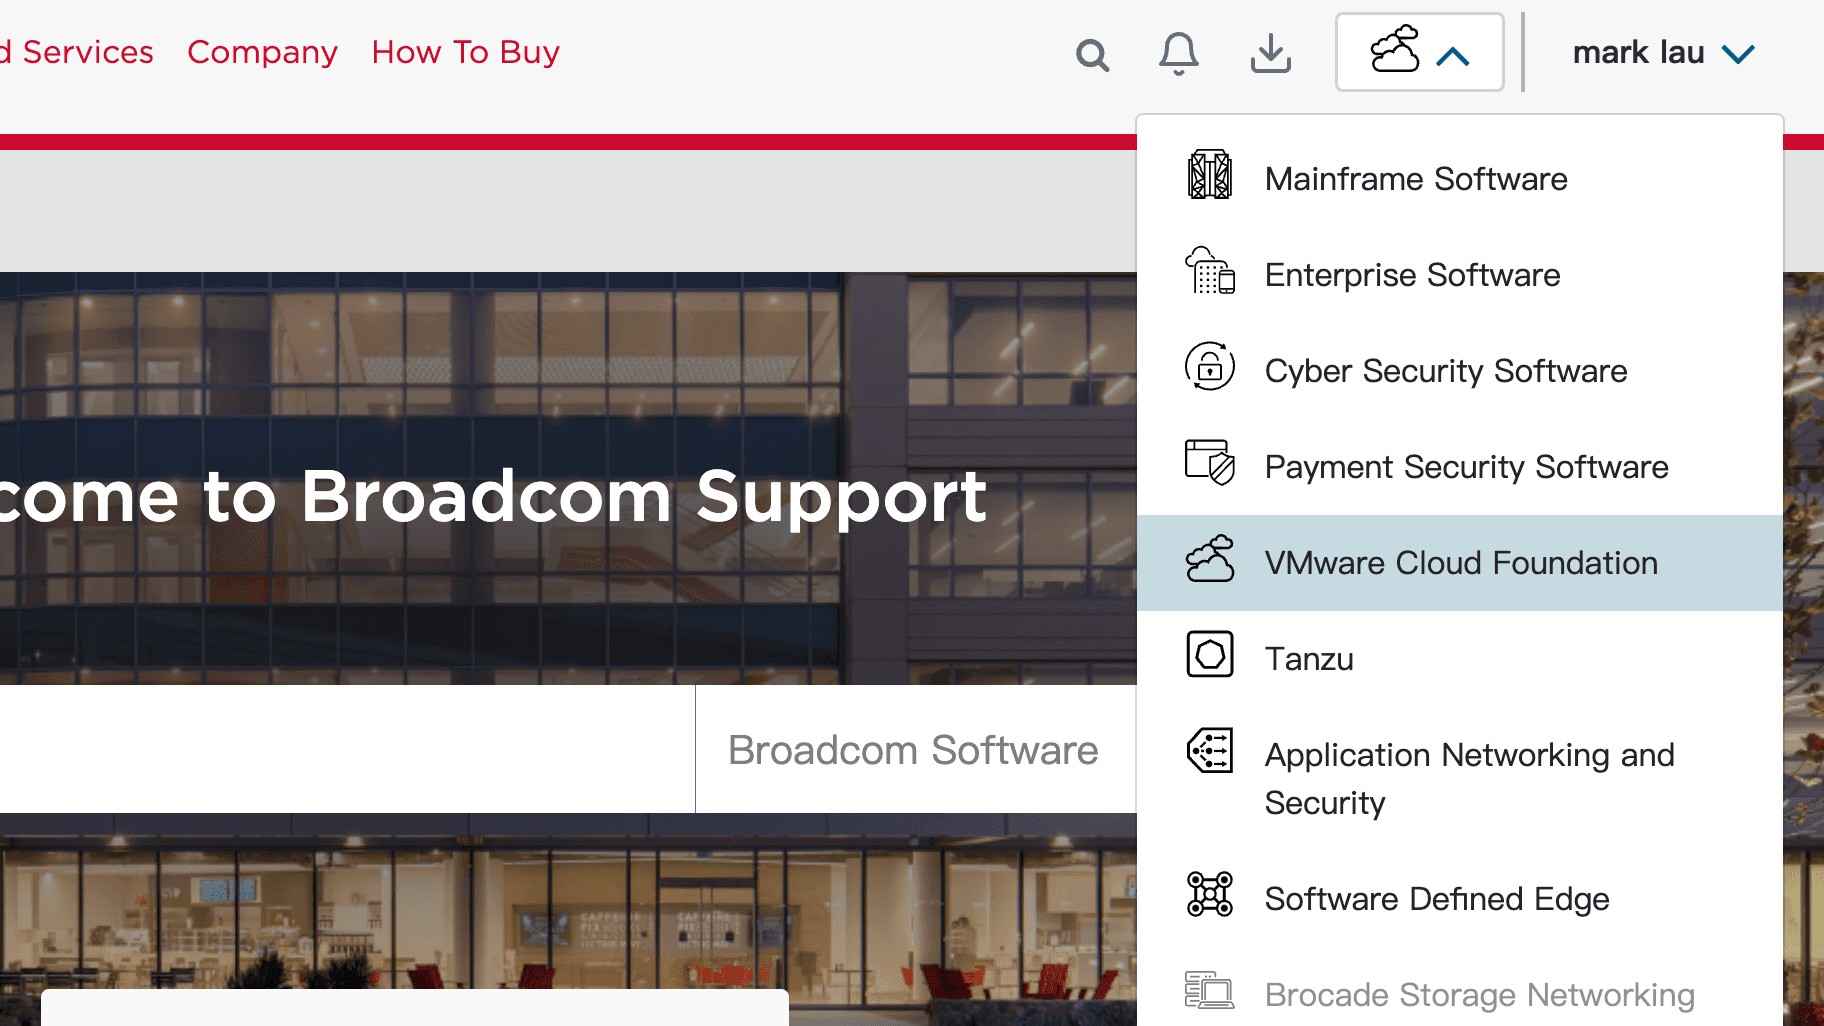 d Services Company How To Buy
mark lau
Mainframe Software
Enterprise Software
Cyber Security Software
Payment Security Software
VMware Cloud Foundation
Tanzu
Application Networking and
Security
Software Defined Edge
Brocade Storage Networking
come to Broadcom Support
Broadcom Software